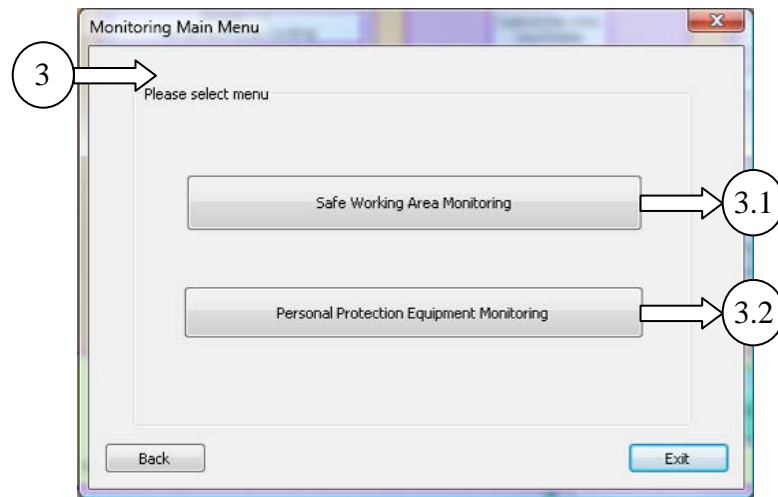 Monitoring Main Menu
3
Please select menu
Safe Working Area Monitoring
3.1
Personal Protection Equipment Monitoring
3.2
Back
Exit